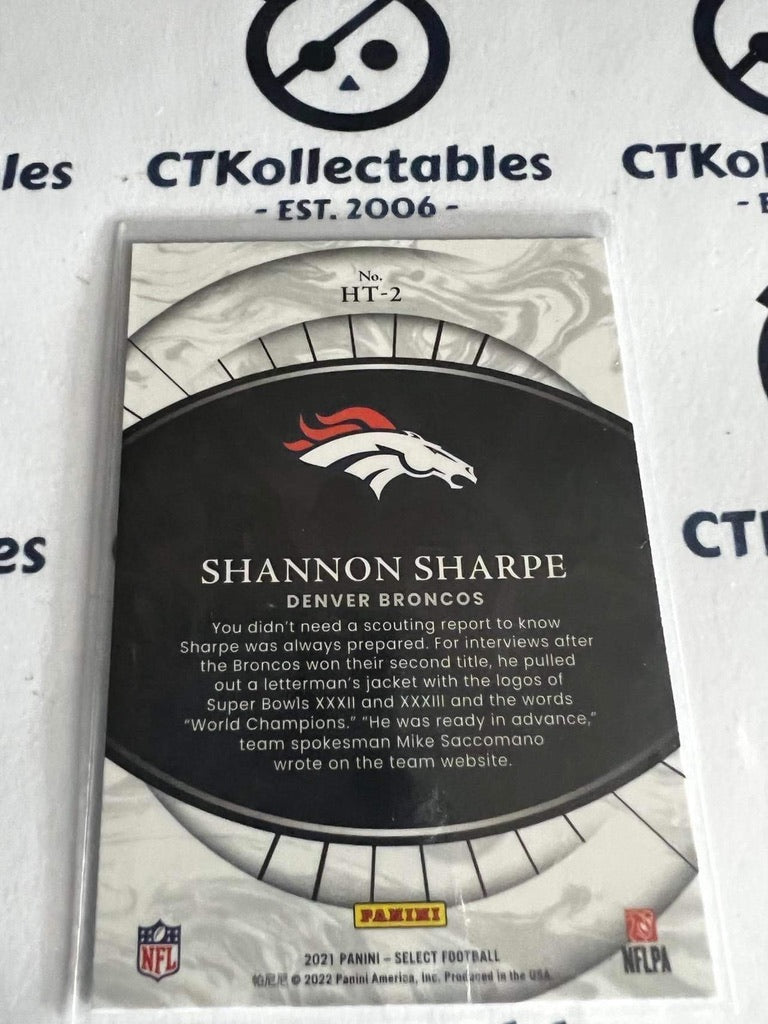 les CTKollectables CTKol
- EST. 2006 -
No.
HT-2
es
CTK
SHANNON SHARPE
DENVER BRONCOS
You didn't need a scouting report to know
Sharpe was always prepared. For interviews after
the Broncos won their second title, he pulled
out a letterman's jacket with the logos of
Super Bowls XXXII and XXXIII and the words
"World Champions." "He was ready in advance,"
team spokesman Mike Saccomano
wrote on the team website.
PANINI
NFL
NFLPA
2021 PANINI – SELECT FOOTBALL
帕尼尼 © 2022 Panini America, Inc. Produced in the USA.